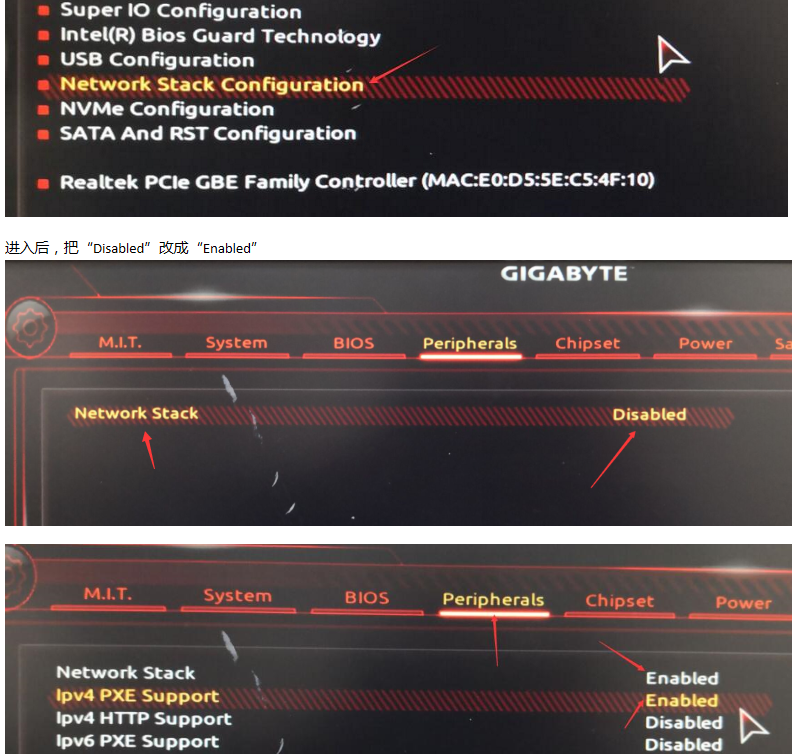 Super IO Configuration
Intel(R) Bios Guard Technology
USB Configuration
Network Stack Configuration
NVMe Configuration
SATA And RST Configuration
Realtek PCIe GBE Family Controller (MAC:E0:D5:5E:C5:4F:10)
进入后，把“Disabled”改成“Enabled”
GIGABYTE
M.I.T. System BIOS Peripherals Chipset Power Sa
Network Stack Disabled
M.I.T. System BIOS Peripherals Chipset Power
Network Stack Enabled
Ipv4 PXE Support Enabled
Ipv4 HTTP Support Disabled
Ipv6 PXE Support Disabled